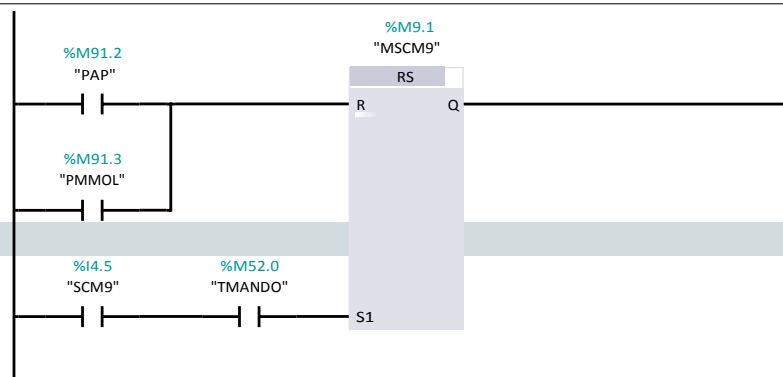 %M9.1
"MSCM9"
%M91.2
"PAP"
RS
R Q
%M91.3
"PMMOL"
%I4.5 %M52.0
"SCM9" "TMANDO"
S1